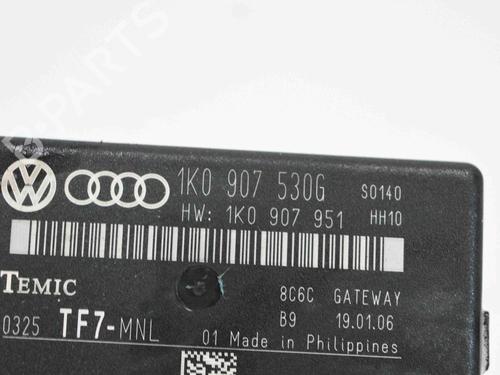 1K0 907 530G S0140
HW: 1K0 907 951 HH10
TEMIC
8C6C GATEWAY
0325 TF7-MNL B9 19.01.06
01 Made in Philippines